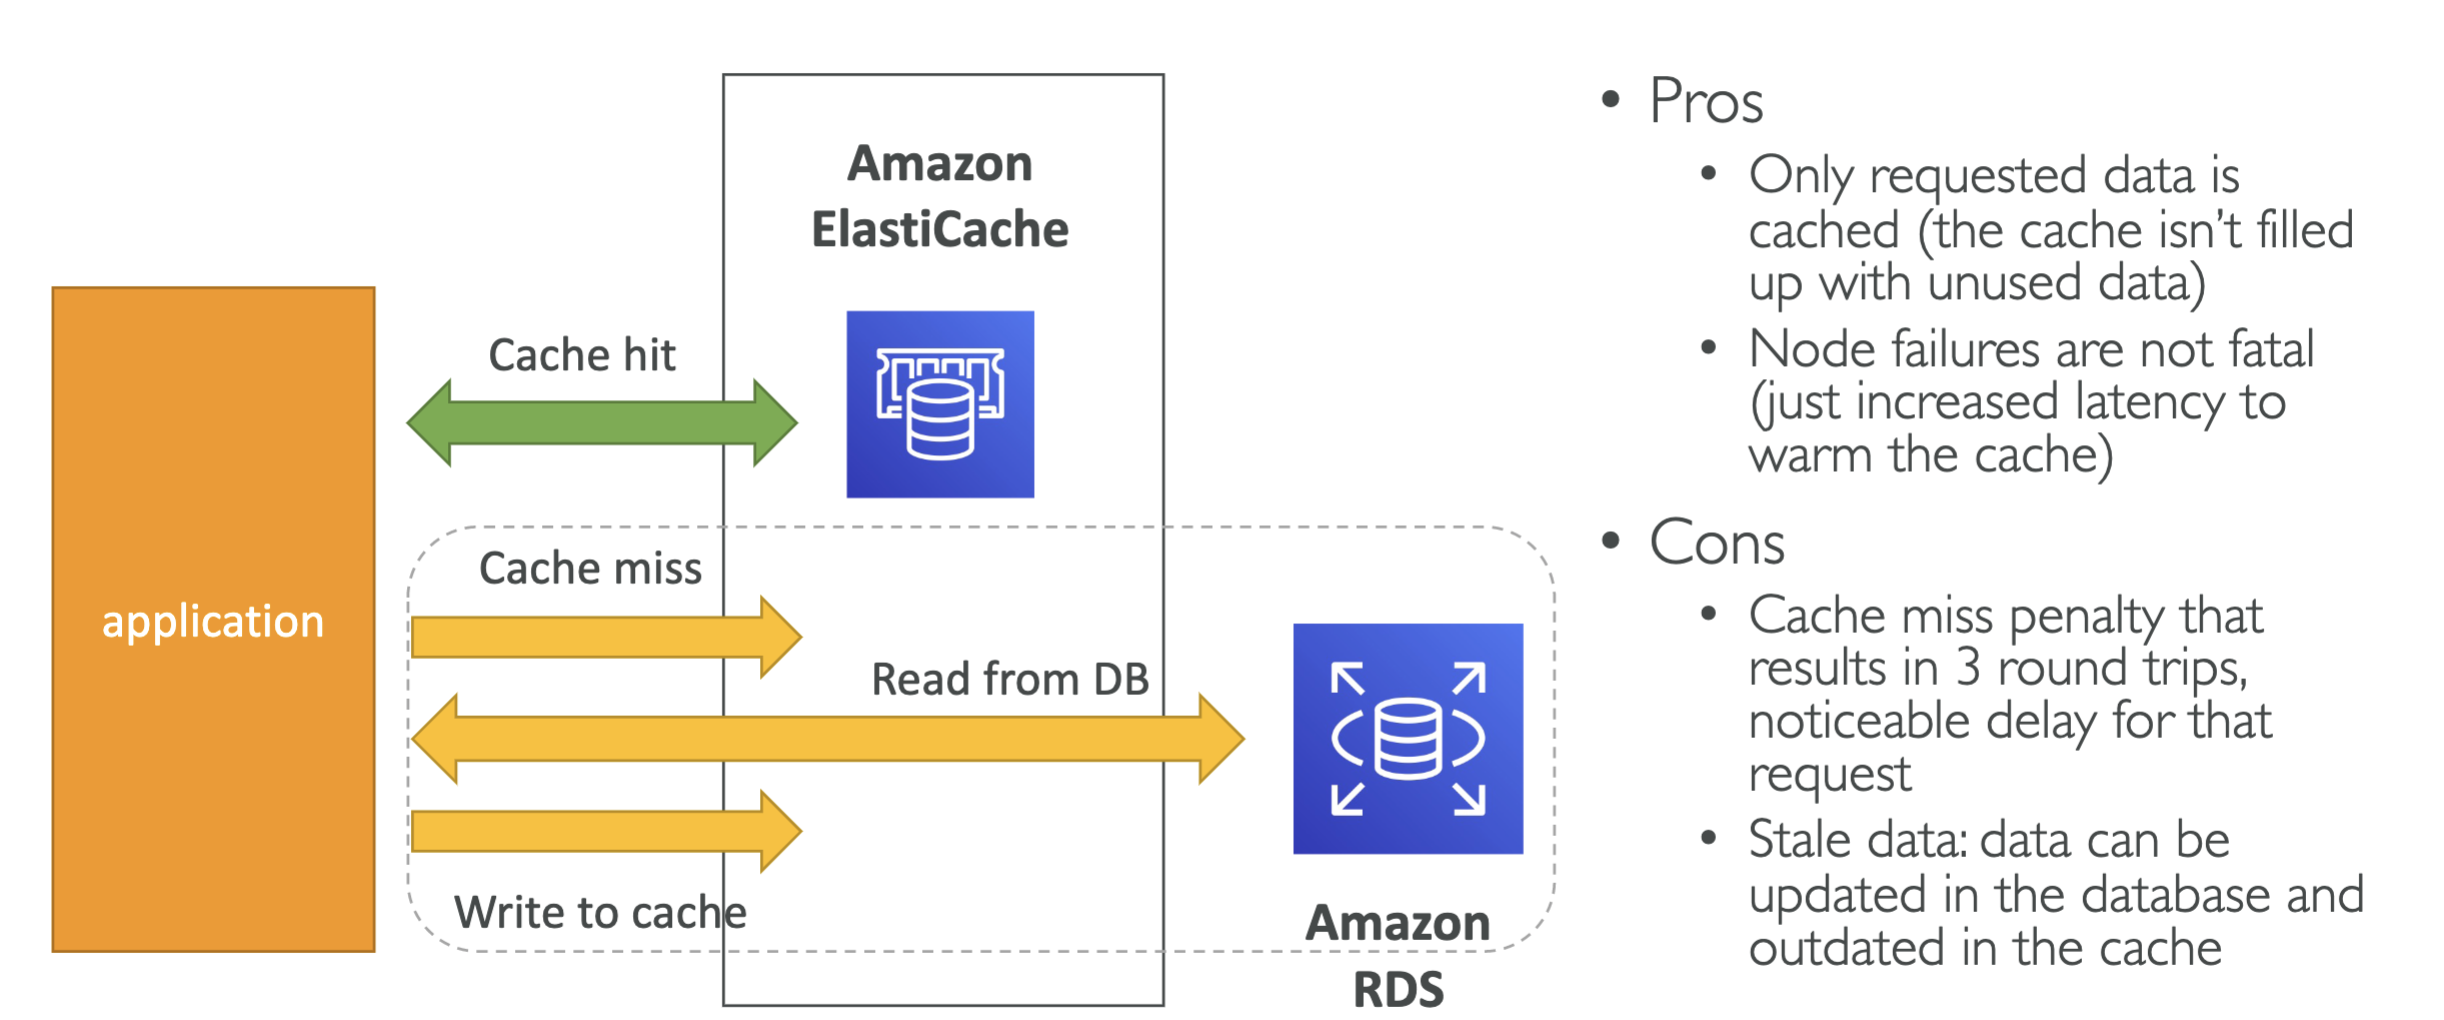 Amazon
ElastiCache
Cache hit
application
Cache miss
Read from DB
Write to cache
Amazon
RDS
• Pros
• Only requested data is
cached (the cache isn’t filled
up with unused data)
• Node failures are not fatal
(just increased latency to
warm the cache)
• Cons
• Cache miss penalty that
results in 3 round trips,
noticeable delay for that
request
• Stale data: data can be
updated in the database and
outdated in the cache